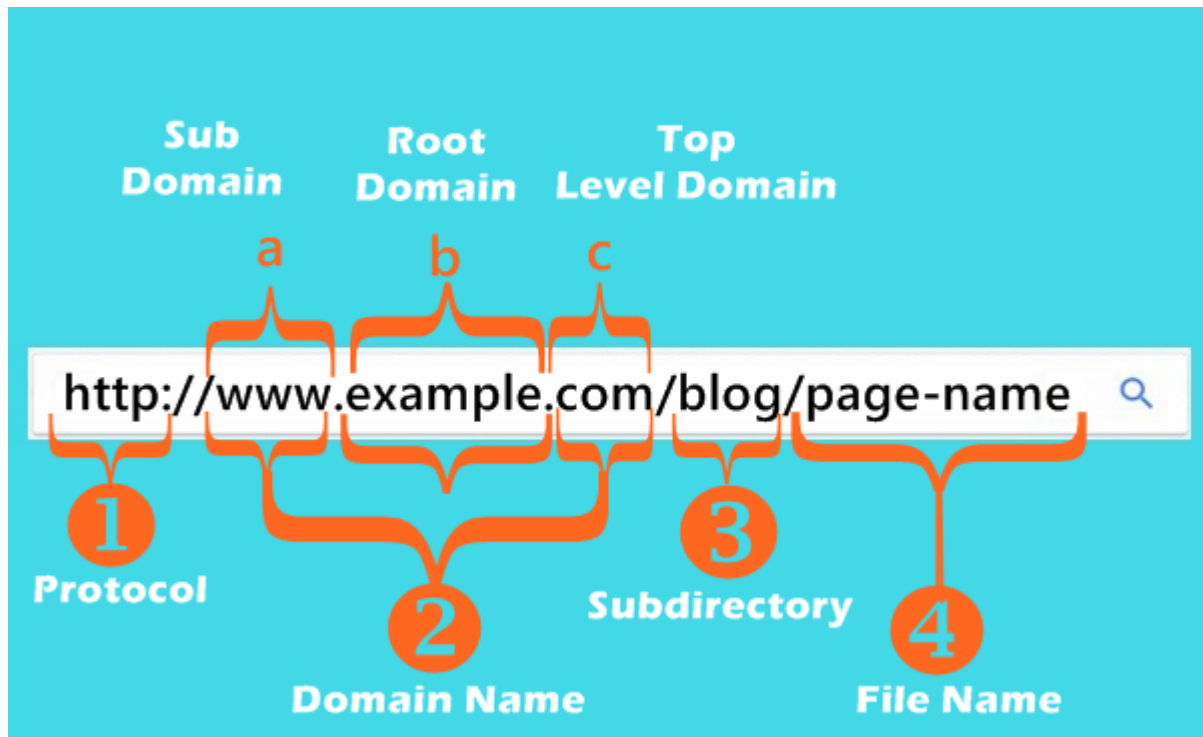 Sub
Domain
Root
Domain
Top
Level Domain
a
b
c
http://www.example.com/blog/page-name
1
Protocol
2
Domain Name
3
Subdirectory
4
File Name